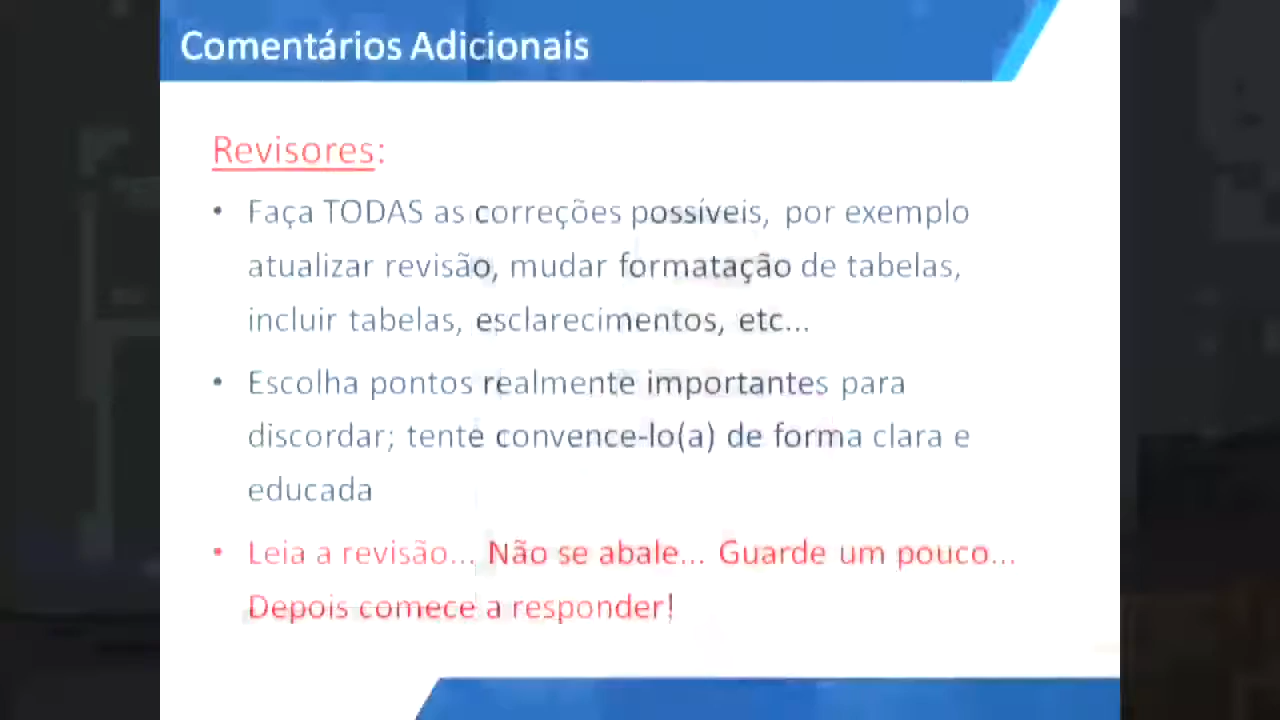 Comentários Adicionais
Revisores:
• Faça TODAS as correções possíveis, por exemplo
atualizar revisão, mudar formatação de tabelas,
incluir tabelas, esclarecimentos, etc...
• Escolha pontos realmente importantes para
discordar; tente convence-lo(a) de forma clara e
educada
• Leia a revisão... Não se abale... Guarde um pouco...
Depois comece a responder!